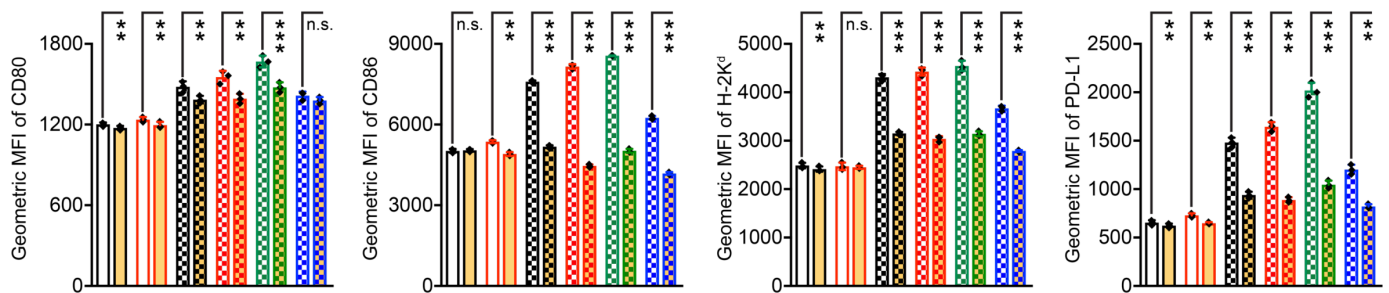 ** ** ** ** *** n.s.
Geometric MFI of CD80
1800
1200
600
0
n.s. ** *** *** *** ***
Geometric MFI of CD86
9000
6000
3000
0
** n.s. *** *** *** ***
Geometric MFI of H-2Kᵈ
5000
4000
3000
2000
1000
0
** ** *** *** *** **
Geometric MFI of PD-L1
2500
2000
1500
1000
500
0